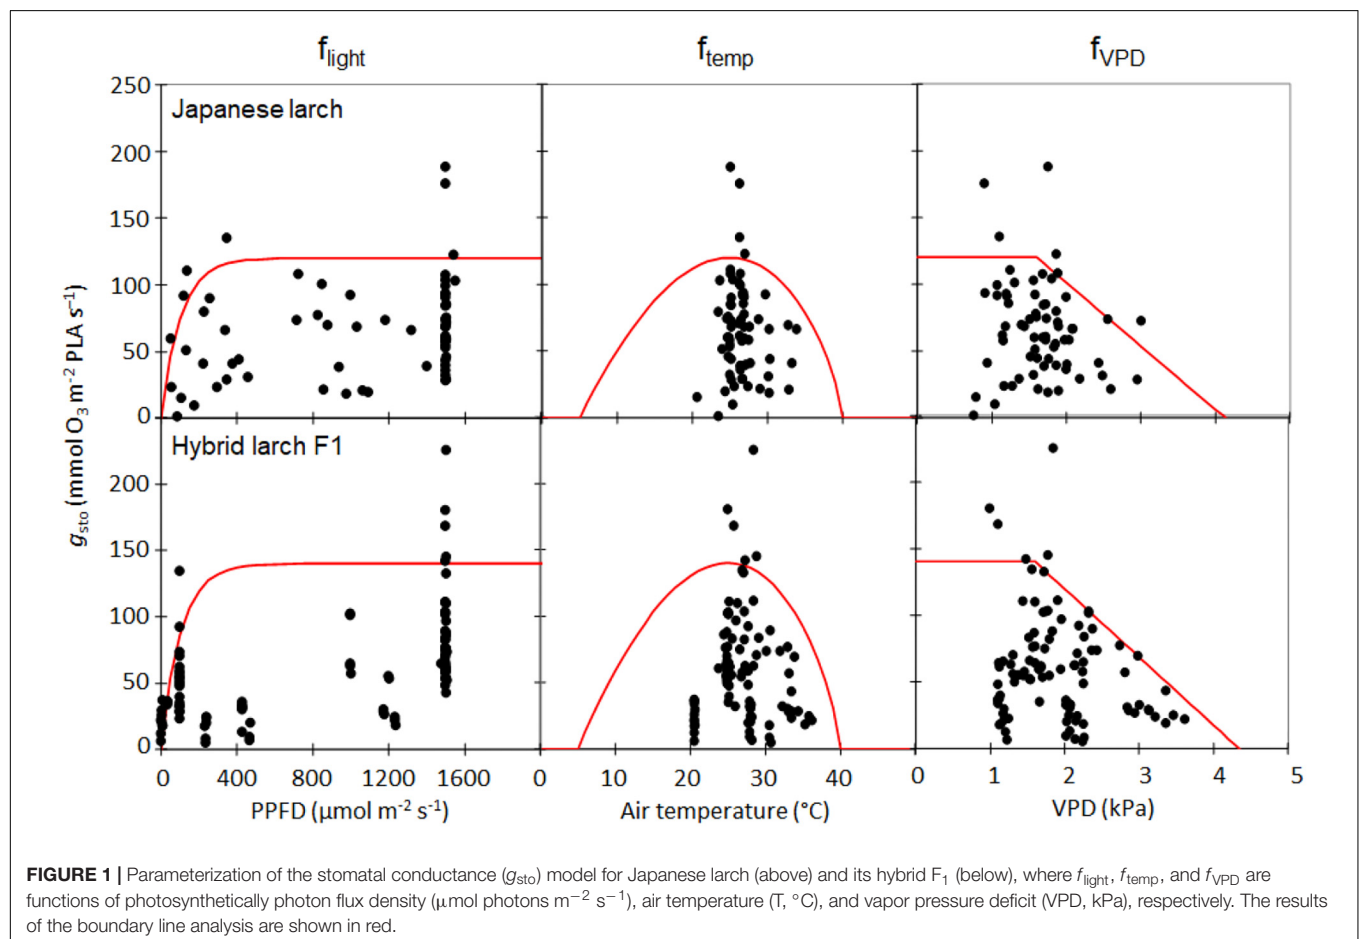 f_light f_temp f_VPD
250
Japanese larch
200
150
100
50
0
g_sto (mmol O₃ m⁻² PLA s⁻¹)
Hybrid larch F1
200
150
100
50
0
0 400 800 1200 1600 0 10 20 30 40 0 1 2 3 4 5
PPFD (µmol m⁻² s⁻¹) Air temperature (°C) VPD (kPa)
FIGURE 1 | Parameterization of the stomatal conductance (g_sto) model for Japanese larch (above) and its hybrid F₁ (below), where f_light, f_temp, and f_VPD are
functions of photosynthetically photon flux density (µmol photons m⁻² s⁻¹), air temperature (T, °C), and vapor pressure deficit (VPD, kPa), respectively. The results
of the boundary line analysis are shown in red.